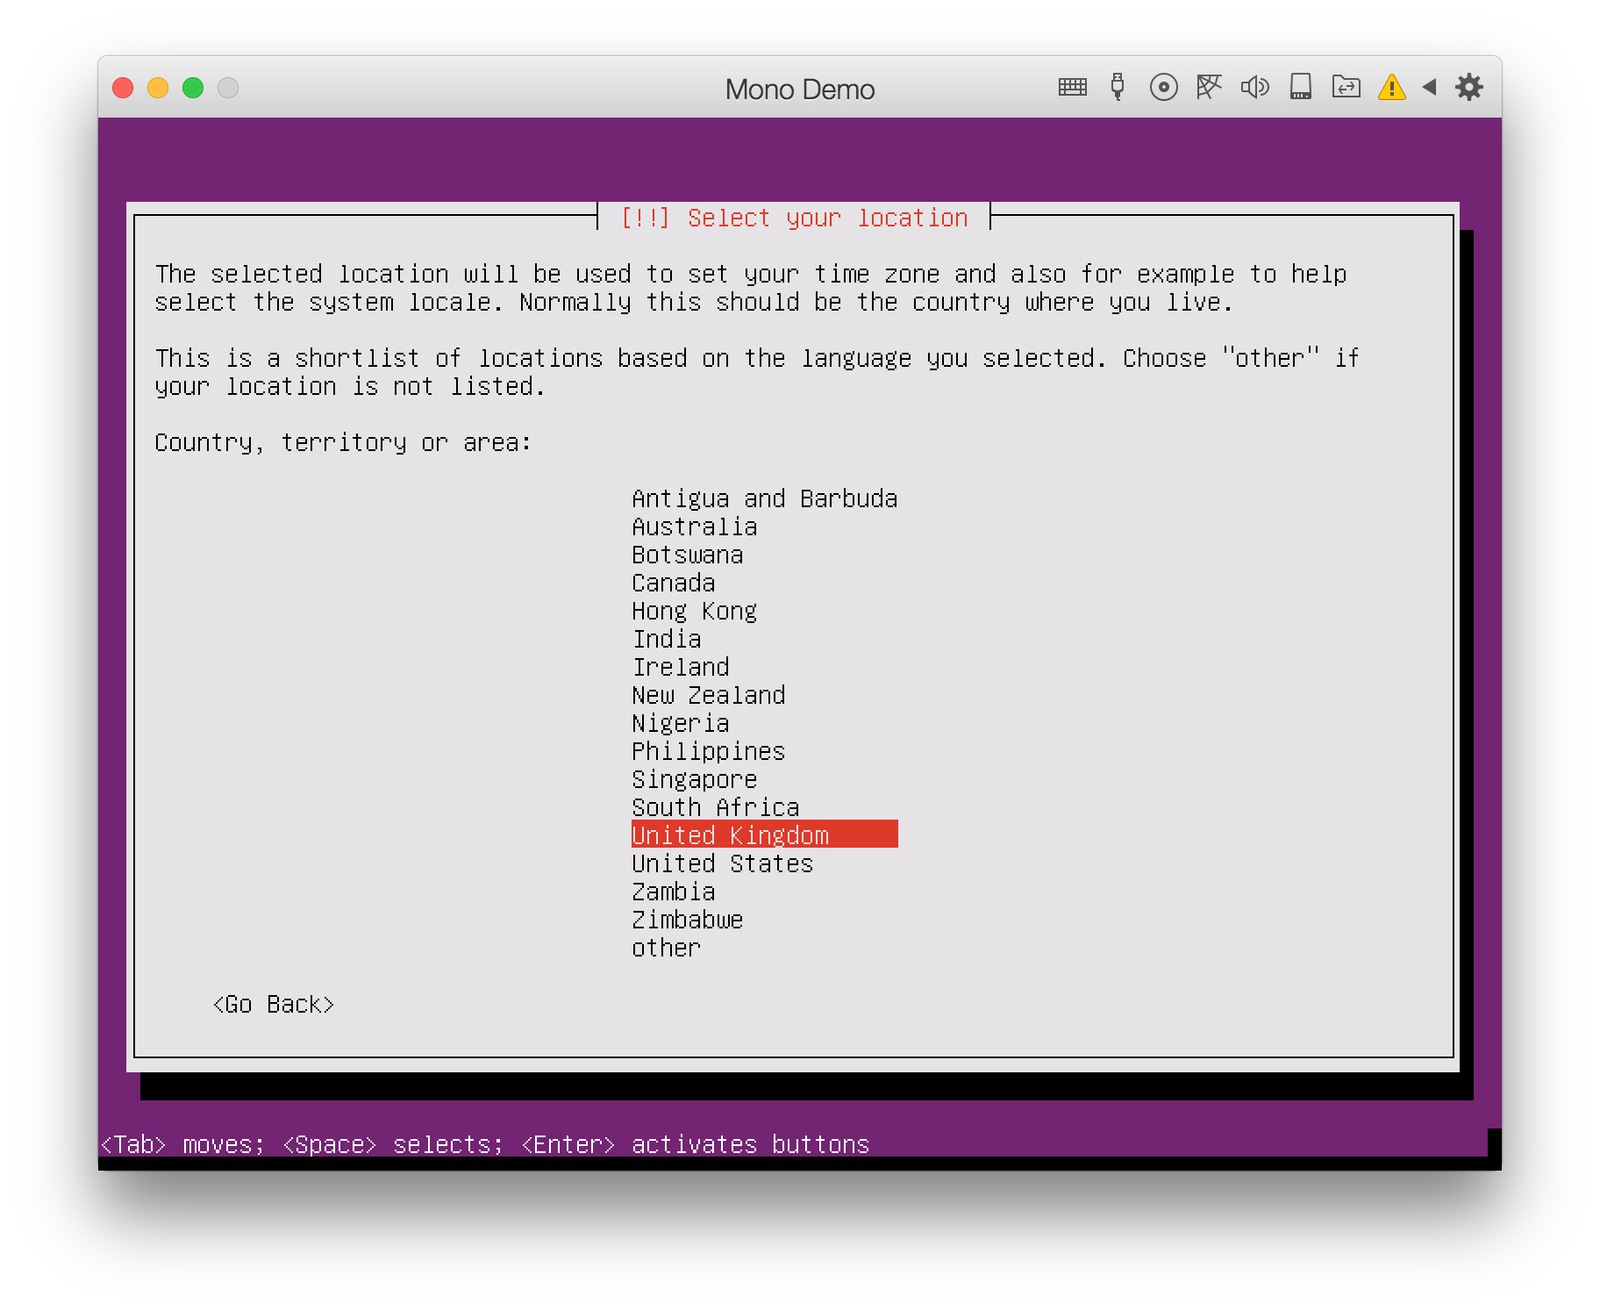 Mono Demo
[!!] Select your location
The selected location will be used to set your time zone and also for example to help
select the system locale. Normally this should be the country where you live.
This is a shortlist of locations based on the language you selected. Choose "other" if
your location is not listed.
Country, territory or area:
Antigua and Barbuda
Australia
Botswana
Canada
Hong Kong
India
Ireland
New Zealand
Nigeria
Philippines
Singapore
South Africa
United Kingdom
United States
Zambia
Zimbabwe
other
<Go Back>
<Tab> moves; <Space> selects; <Enter> activates buttons